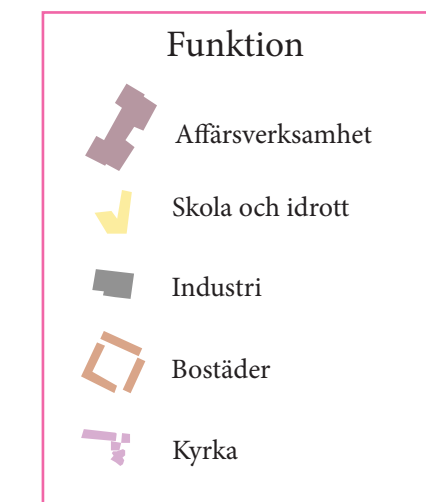 Funktion
Affärsverksamhet
Skola och idrott
Industri
Bostäder
Kyrka